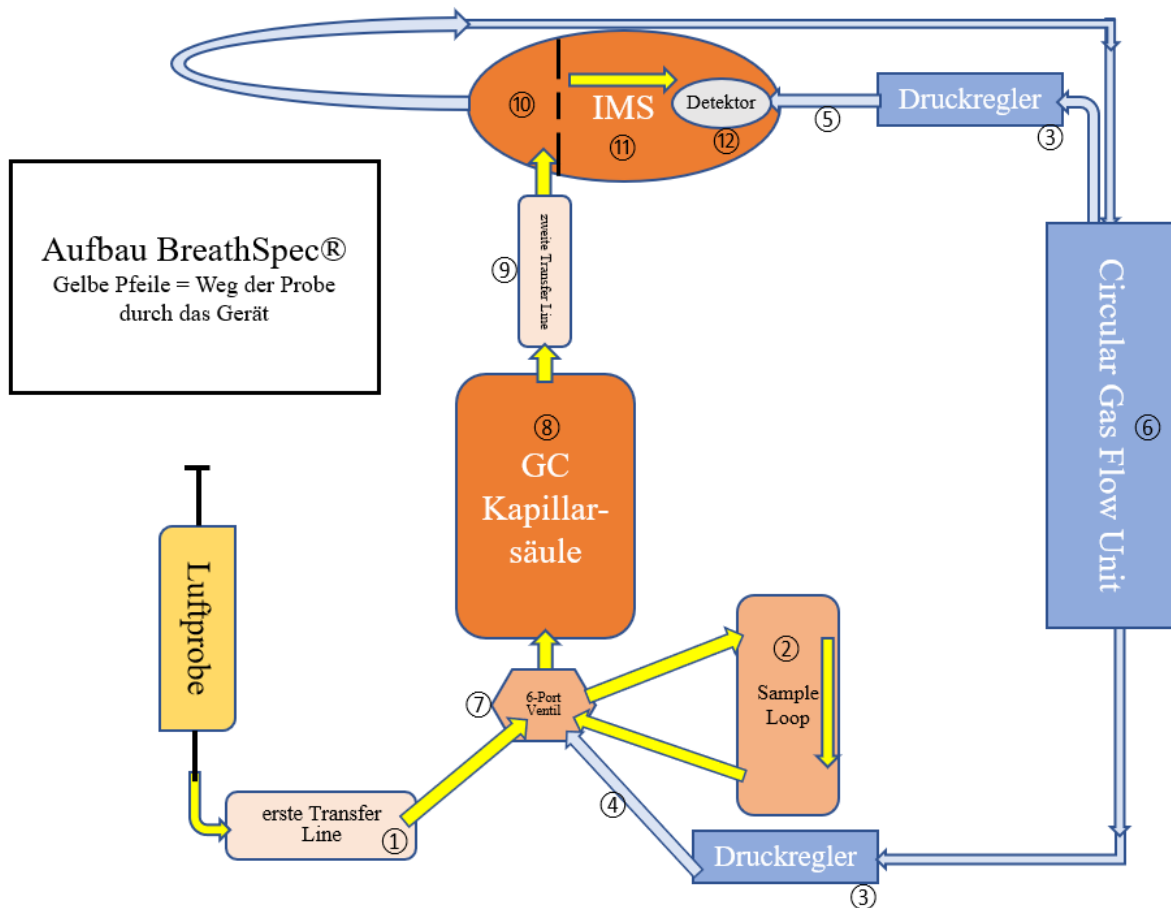 ⑩
IMS
⑪
Detektor
⑫
⑤
Druckregler
③
Aufbau BreathSpec®
Gelbe Pfeile = Weg der Probe
durch das Gerät
⑨
zweite Transfer Line
Circular Gas Flow Unit
⑥
⑧
GC
Kapillar-
säule
Luftprobe
②
Sample
Loop
⑦
6-Port
Ventil
erste Transfer
Line
①
④
Druckregler
③